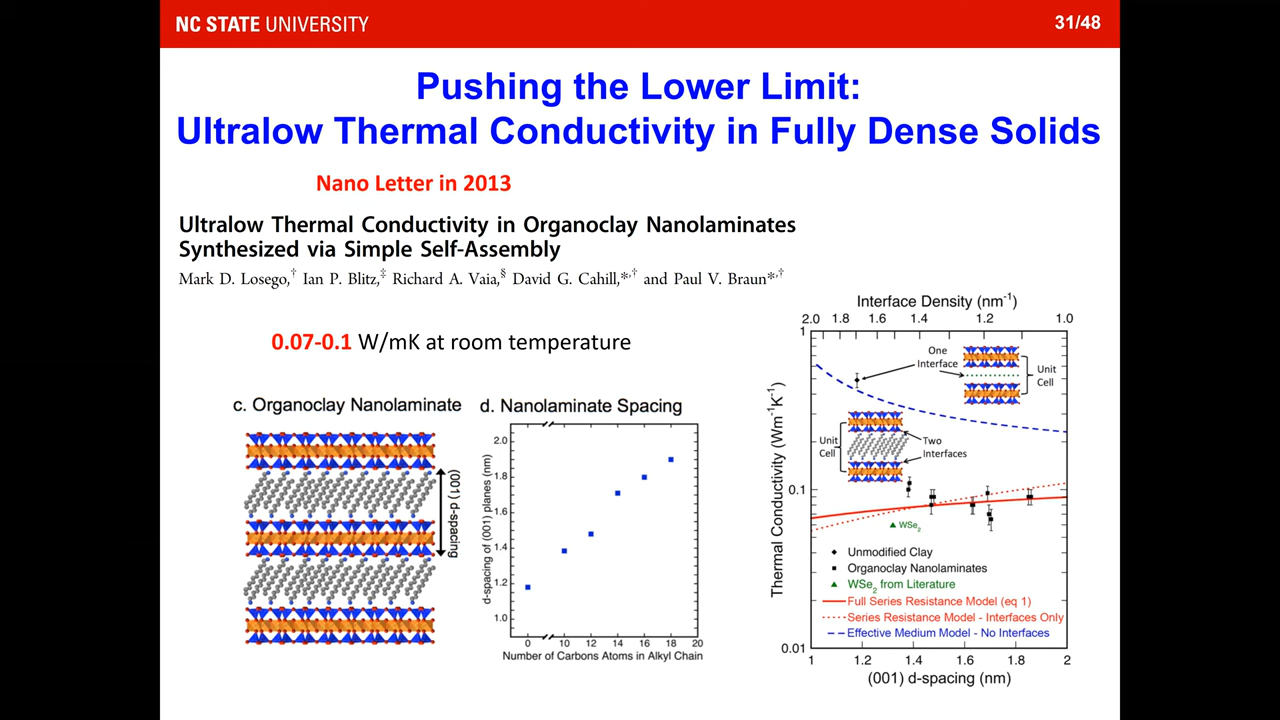 NC STATE UNIVERSITY
31/48
Pushing the Lower Limit:
Ultralow Thermal Conductivity in Fully Dense Solids
Nano Letter in 2013
Ultralow Thermal Conductivity in Organoclay Nanolaminates
Synthesized via Simple Self-Assembly
Mark D. Losego,† Ian P. Blitz,‡ Richard A. Vaia,§ David G. Cahill,*,† and Paul V. Braun*,†
0.07-0.1 W/mK at room temperature
c. Organoclay Nanolaminate
(001) d-spacing
d. Nanolaminate Spacing
d-spacing of (001) planes (nm)
2.0
1.8
1.6
1.4
1.2
1.0
0 10 12 14 16 18 20
Number of Carbons Atoms in Alkyl Chain
Interface Density (nm-1)
2.0 1.8 1.6 1.4 1.2 1.0
Thermal Conductivity (Wm-1K-1)
1
0.1
0.01
One
Interface
Unit
Cell
Unit
Cell
Two
Interfaces
WSe2
Unmodified Clay
Organoclay Nanolaminates
WSe2 from Literature
Full Series Resistance Model (eq 1)
Series Resistance Model - Interfaces Only
Effective Medium Model - No Interfaces
1 1.2 1.4 1.6 1.8 2
(001) d-spacing (nm)